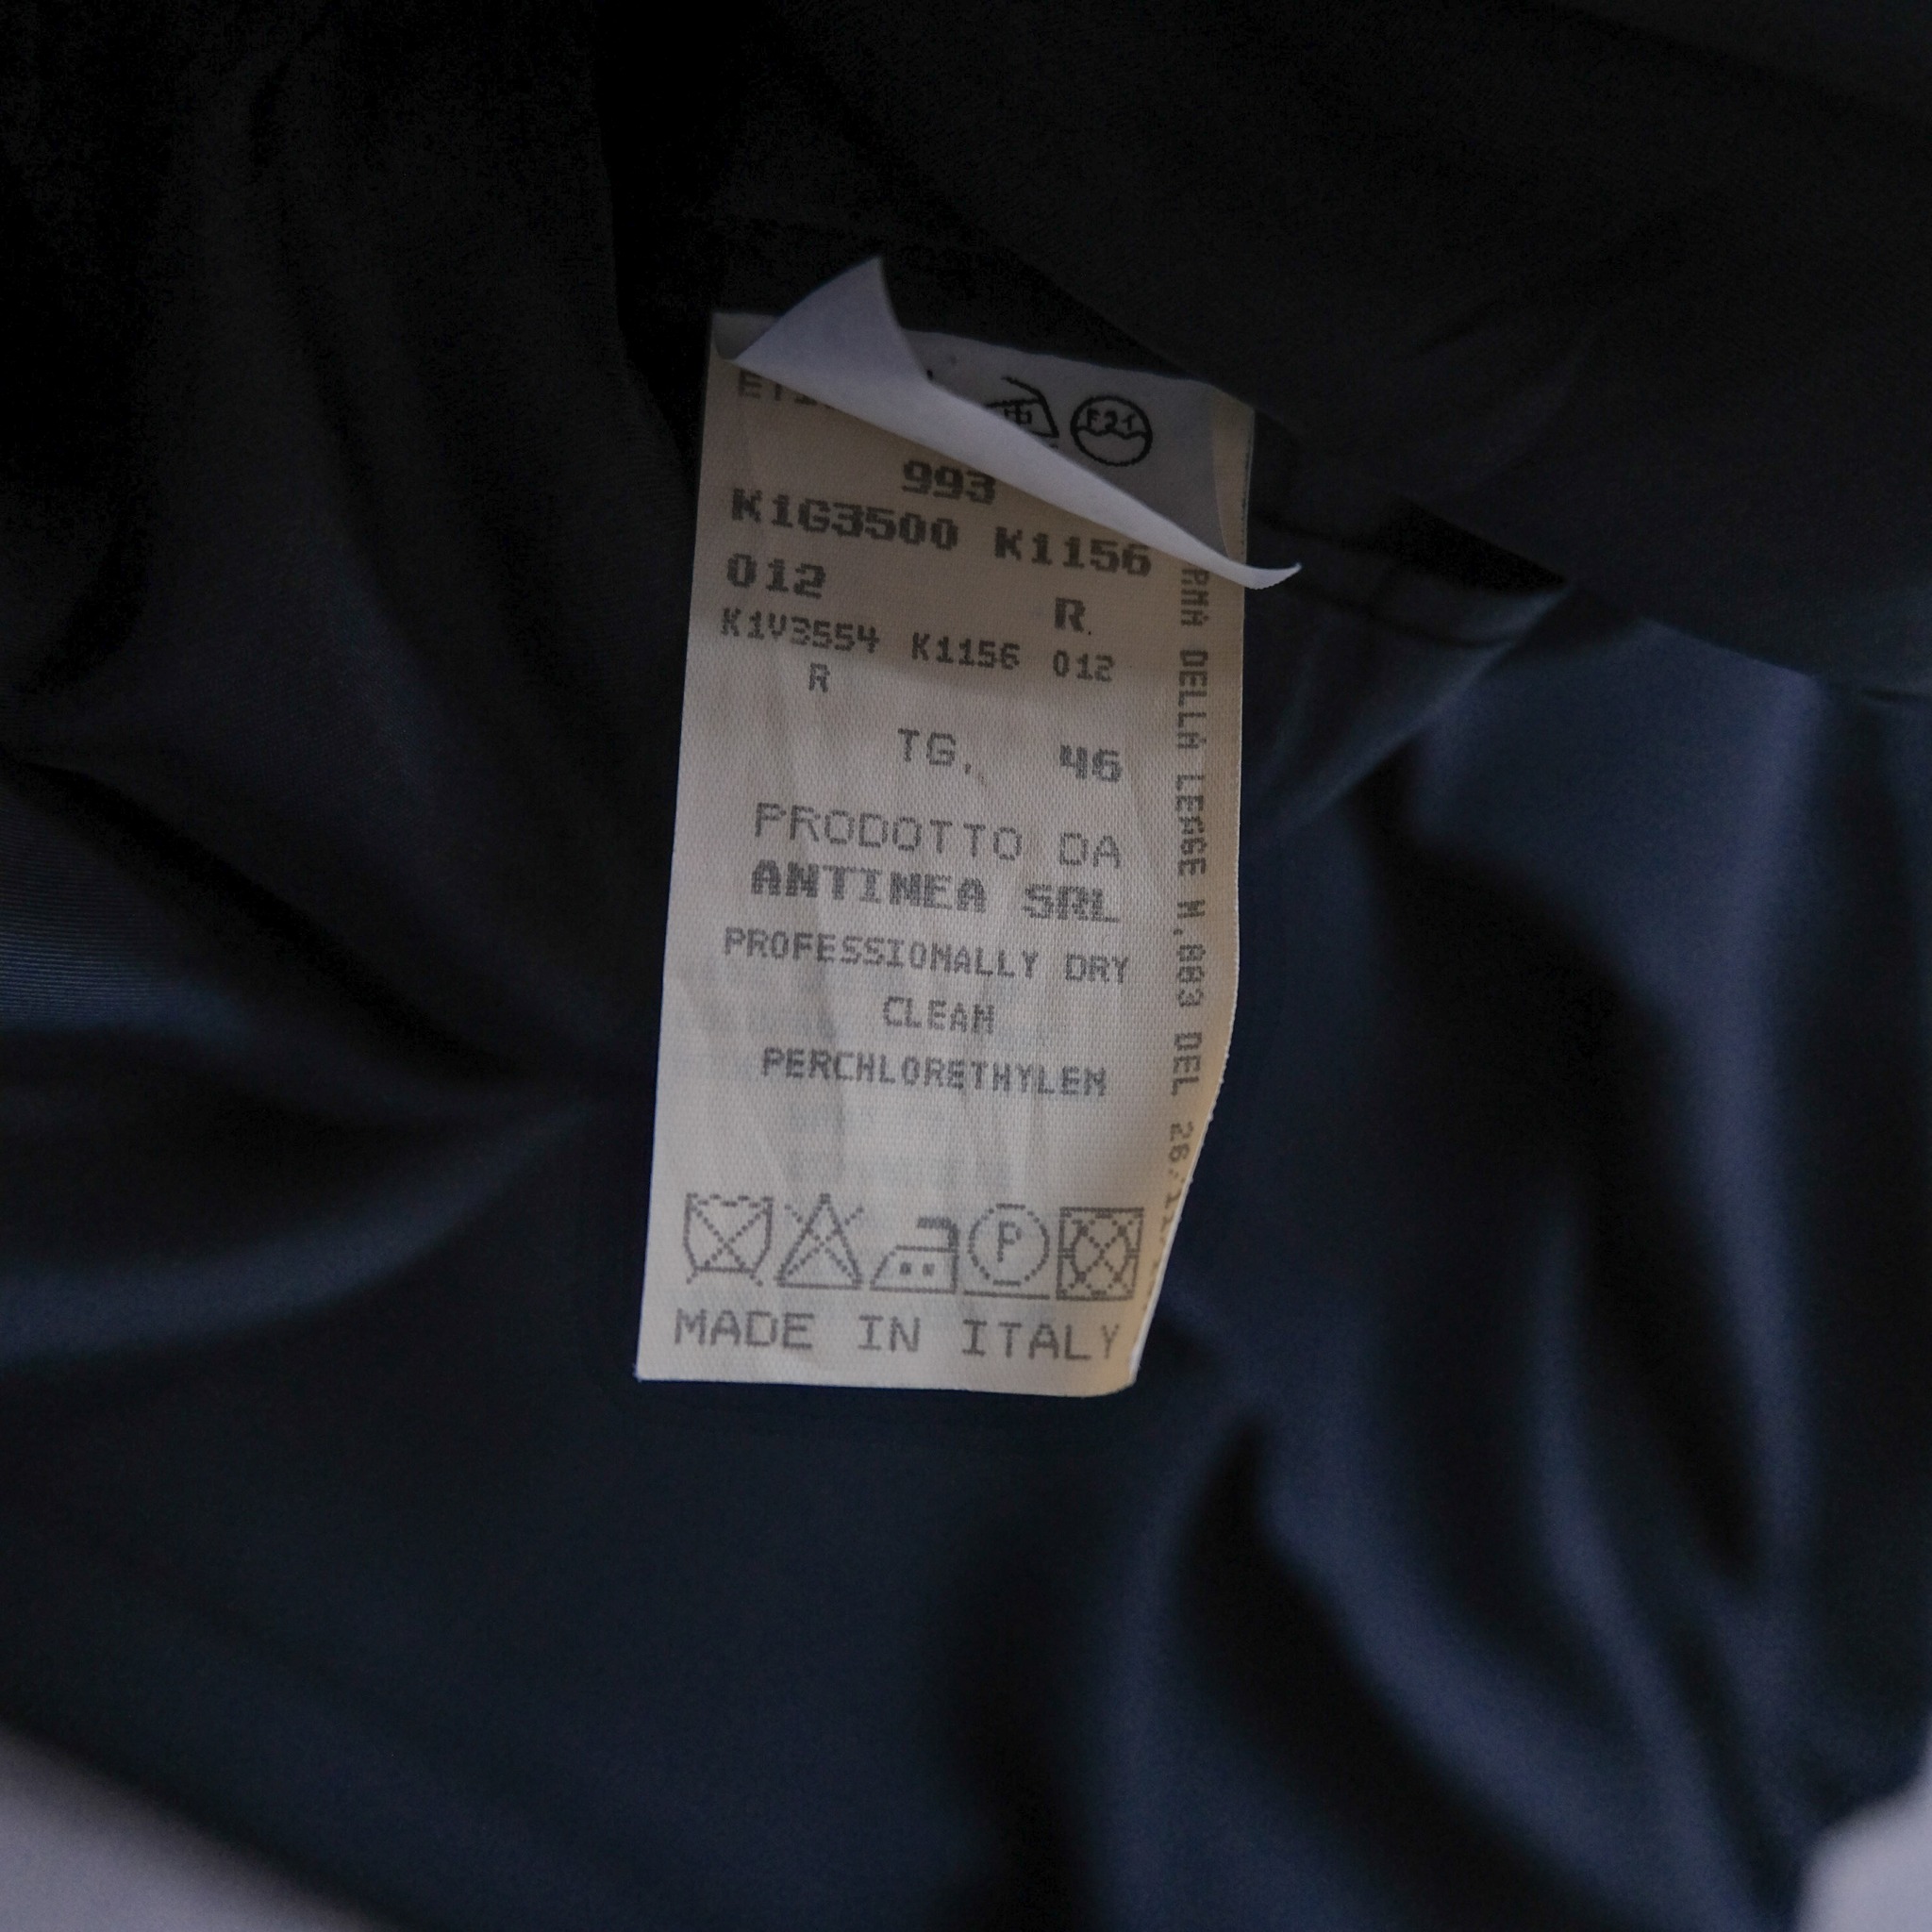 993
K1G3500 K1156
012 R
K1V3554 K1156 012
R
TG. 46
PRODOTTO DA
ANTINEA SRL
PROFESSIONALLY DRY
CLEAN
PERCHLORETHYLEN
P
MADE IN ITALY
DELLA LEGGE N.883 DEL